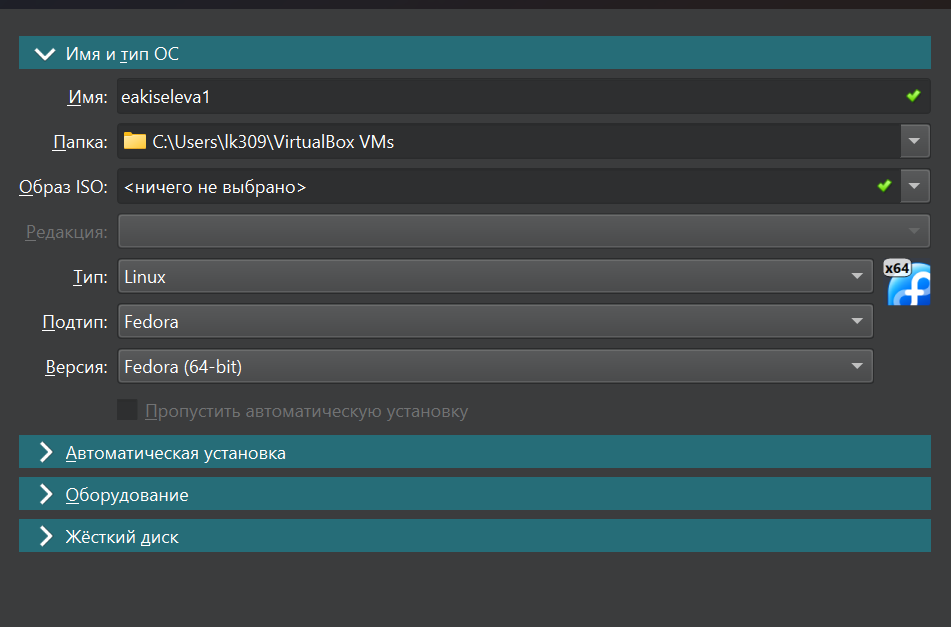 Имя и тип ОС
Имя: eakiseleva1
Папка: C:\Users\lk309\VirtualBox VMs
Образ ISO: <ничего не выбрано>
Редакция:
Тип: Linux
x64
Подтип: Fedora
Версия: Fedora (64-bit)
Пропустить автоматическую установку
Автоматическая установка
Оборудование
Жёсткий диск